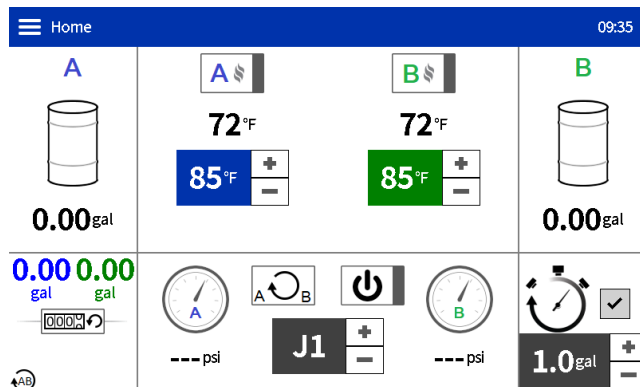 Home
09:35
A
A
B
B
72°F
72°F
85°F
+
−
85°F
+
−
0.00gal
0.00gal
0.00 0.00
gal
gal
A
A B
B
J1
+
−
--- psi
--- psi
1.0gal
+
−
AB